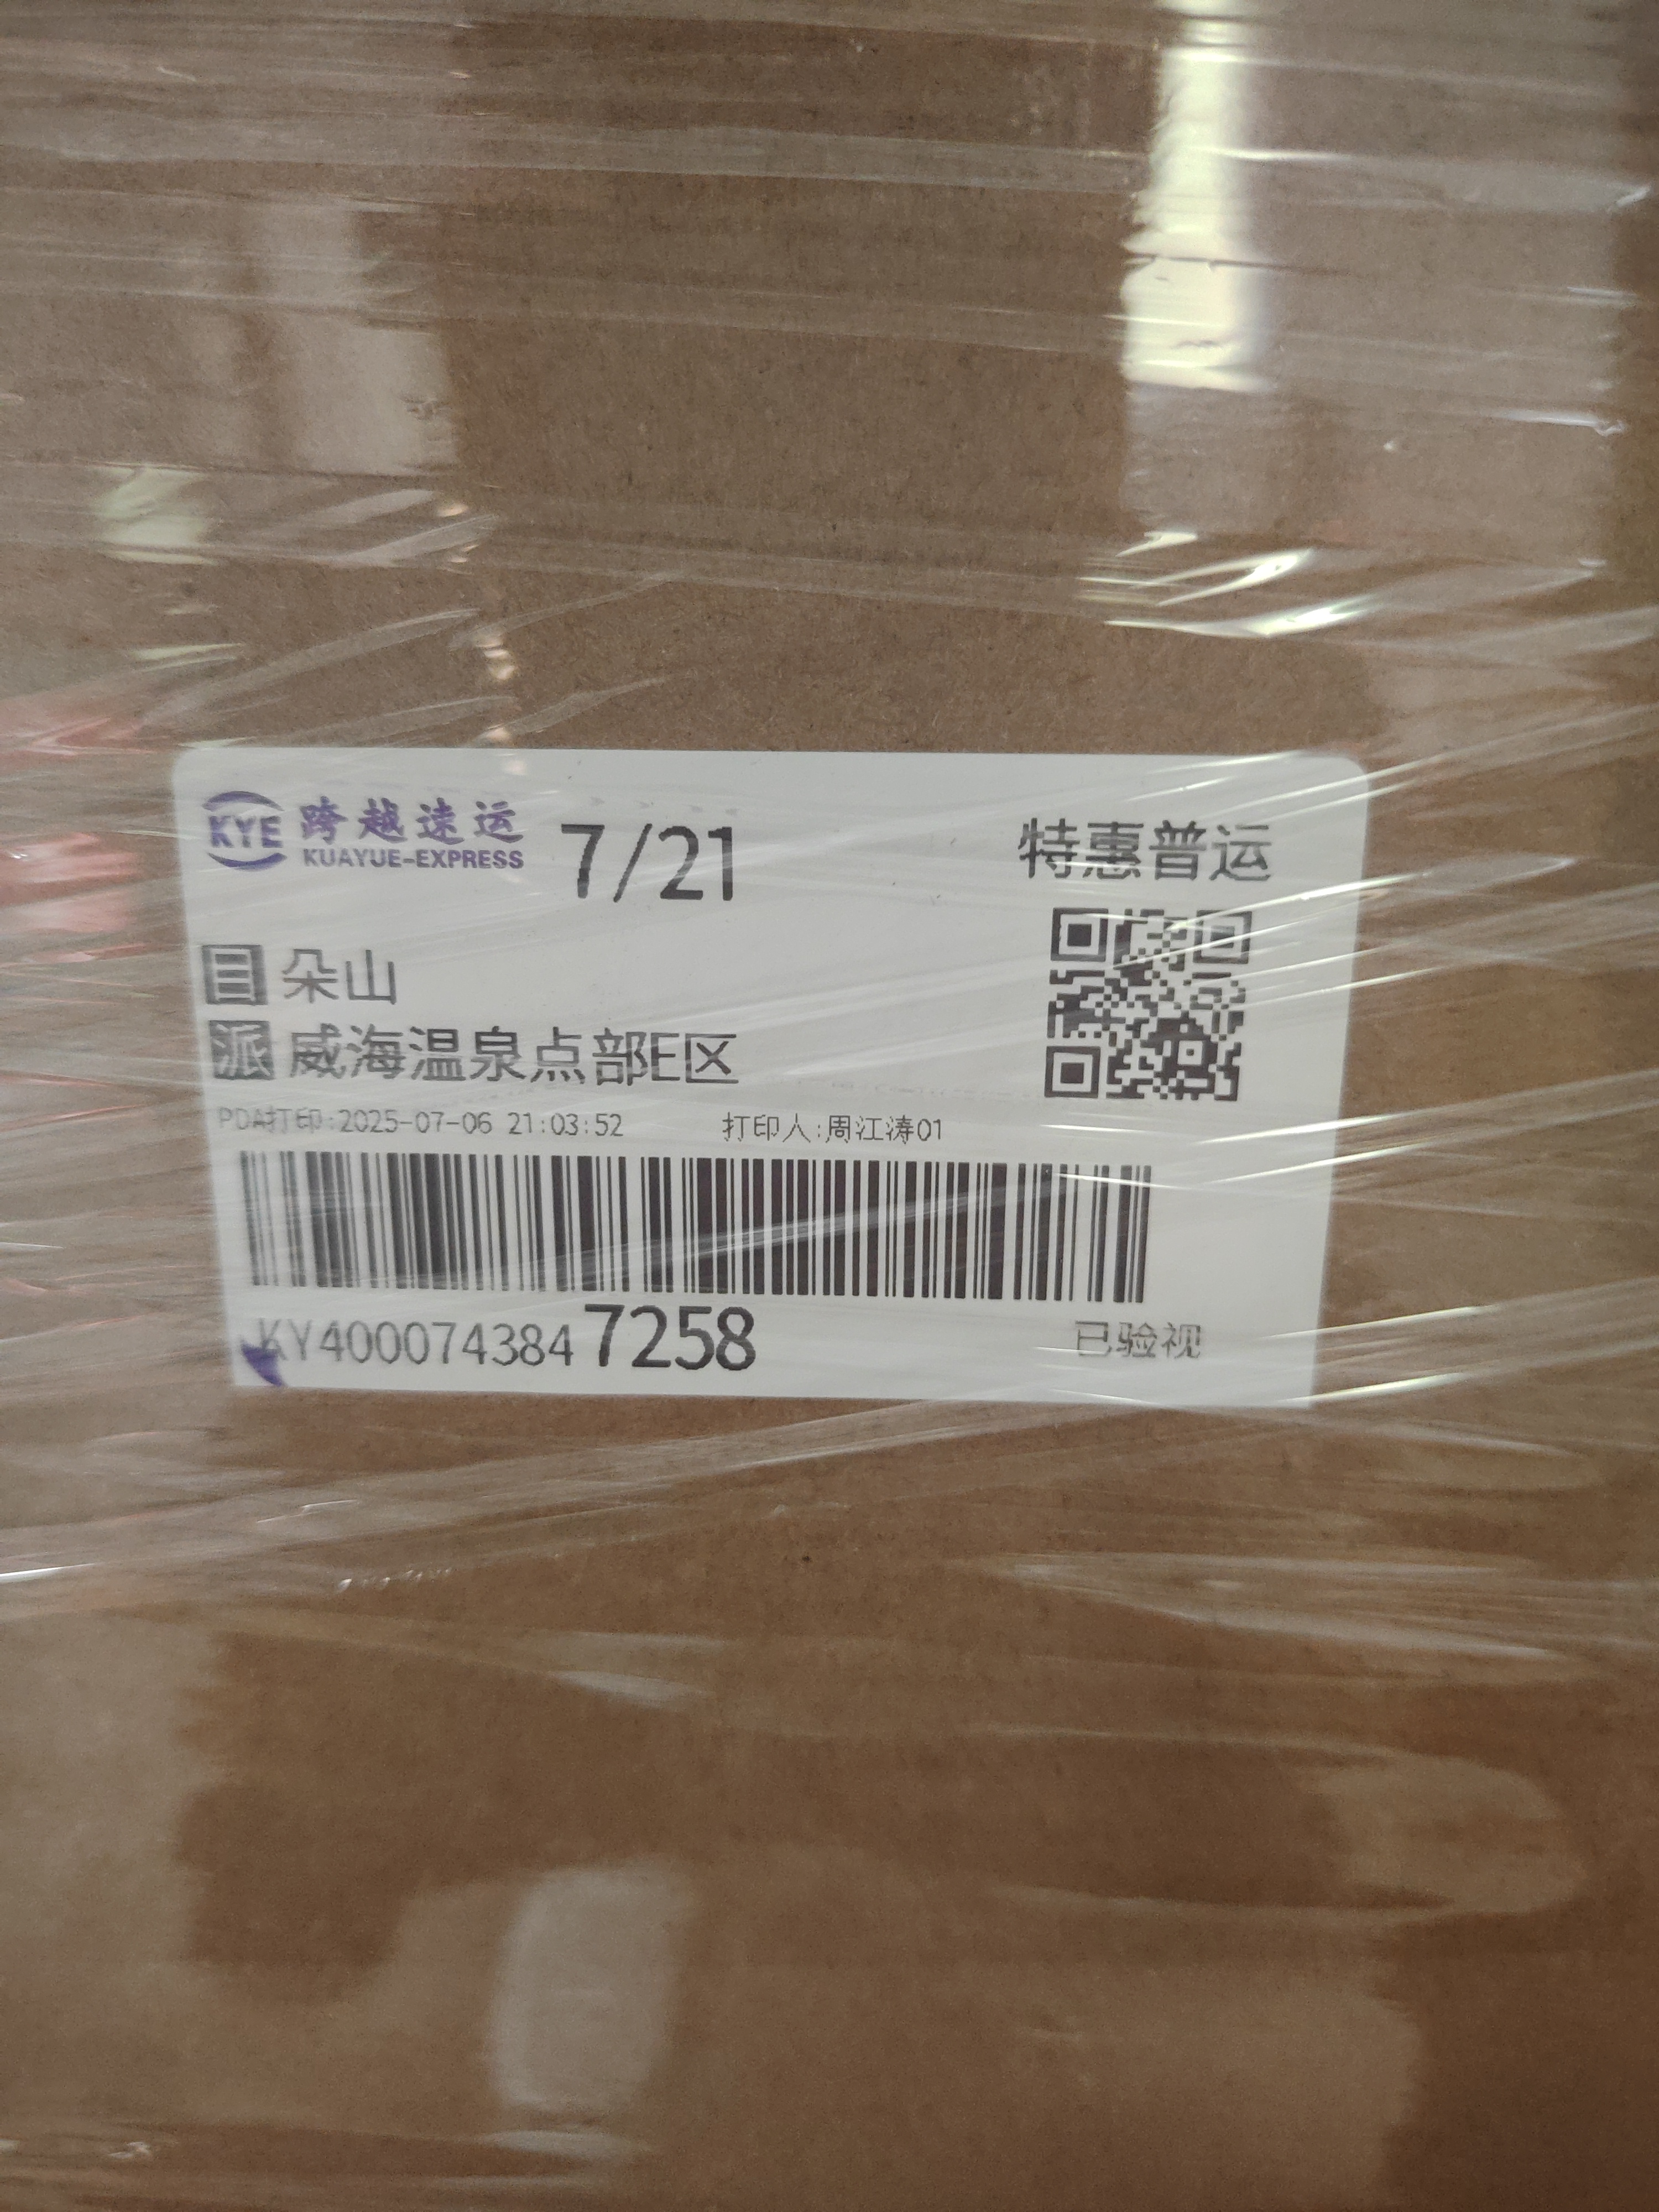 KYE 跨越速运
KUAYUE-EXPRESS
7/21
特惠普运
目 朵山
派 威海温泉点部E区
PDA打印:2025-07-06 21:03:52 打印人:周江涛01
KY4000743847258
已验视